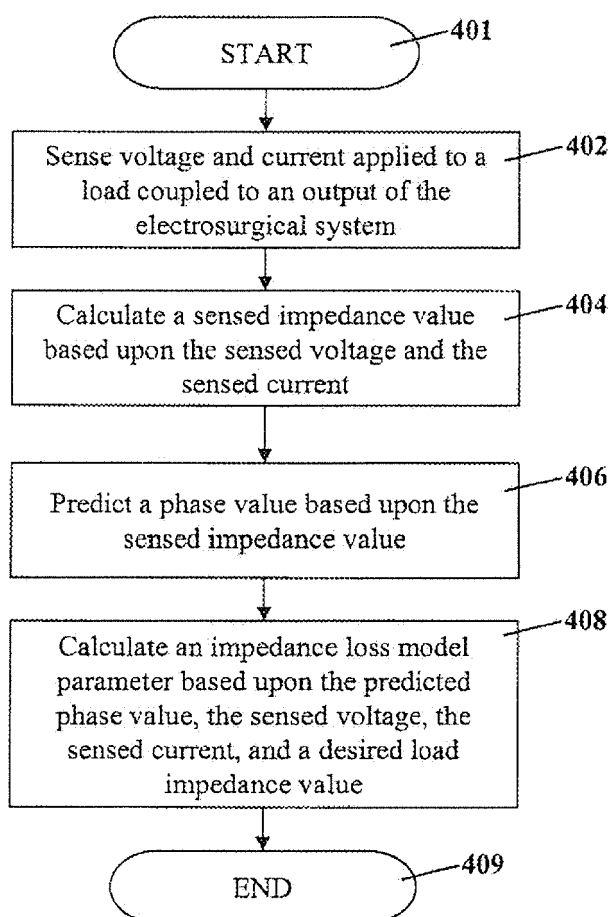 START
401
Sense voltage and current applied to a
load coupled to an output of the
electrosurgical system
402
Calculate a sensed impedance value
based upon the sensed voltage and the
sensed current
404
Predict a phase value based upon the
sensed impedance value
406
Calculate an impedance loss model
parameter based upon the predicted
phase value, the sensed voltage, the
sensed current, and a desired load
impedance value
408
END
409